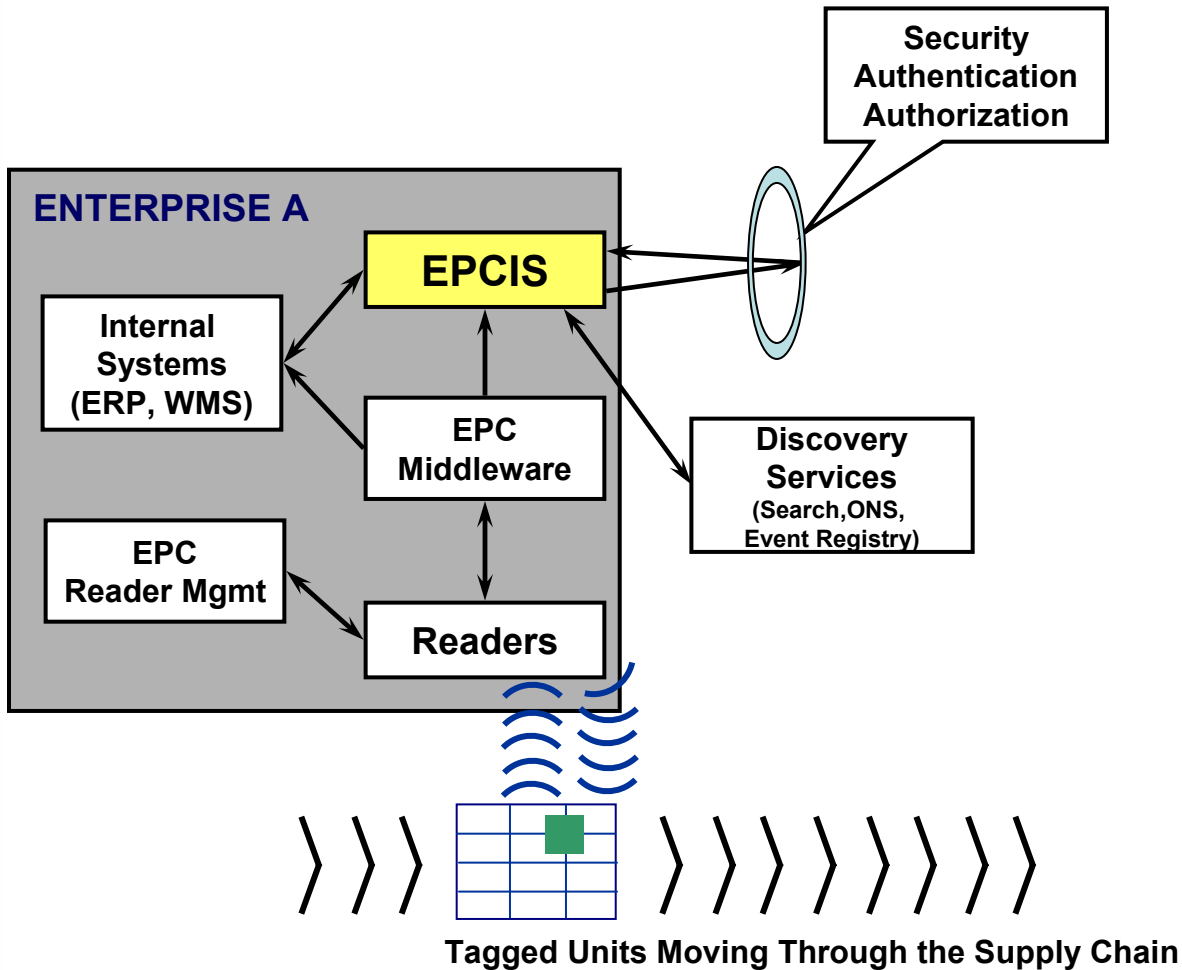 Security
Authentication
Authorization
ENTERPRISE A
EPCIS
Internal
Systems
(ERP, WMS)
EPC
Middleware
Discovery
Services
(Search,ONS,
Event Registry)
EPC
Reader Mgmt
Readers
Tagged Units Moving Through the Supply Chain